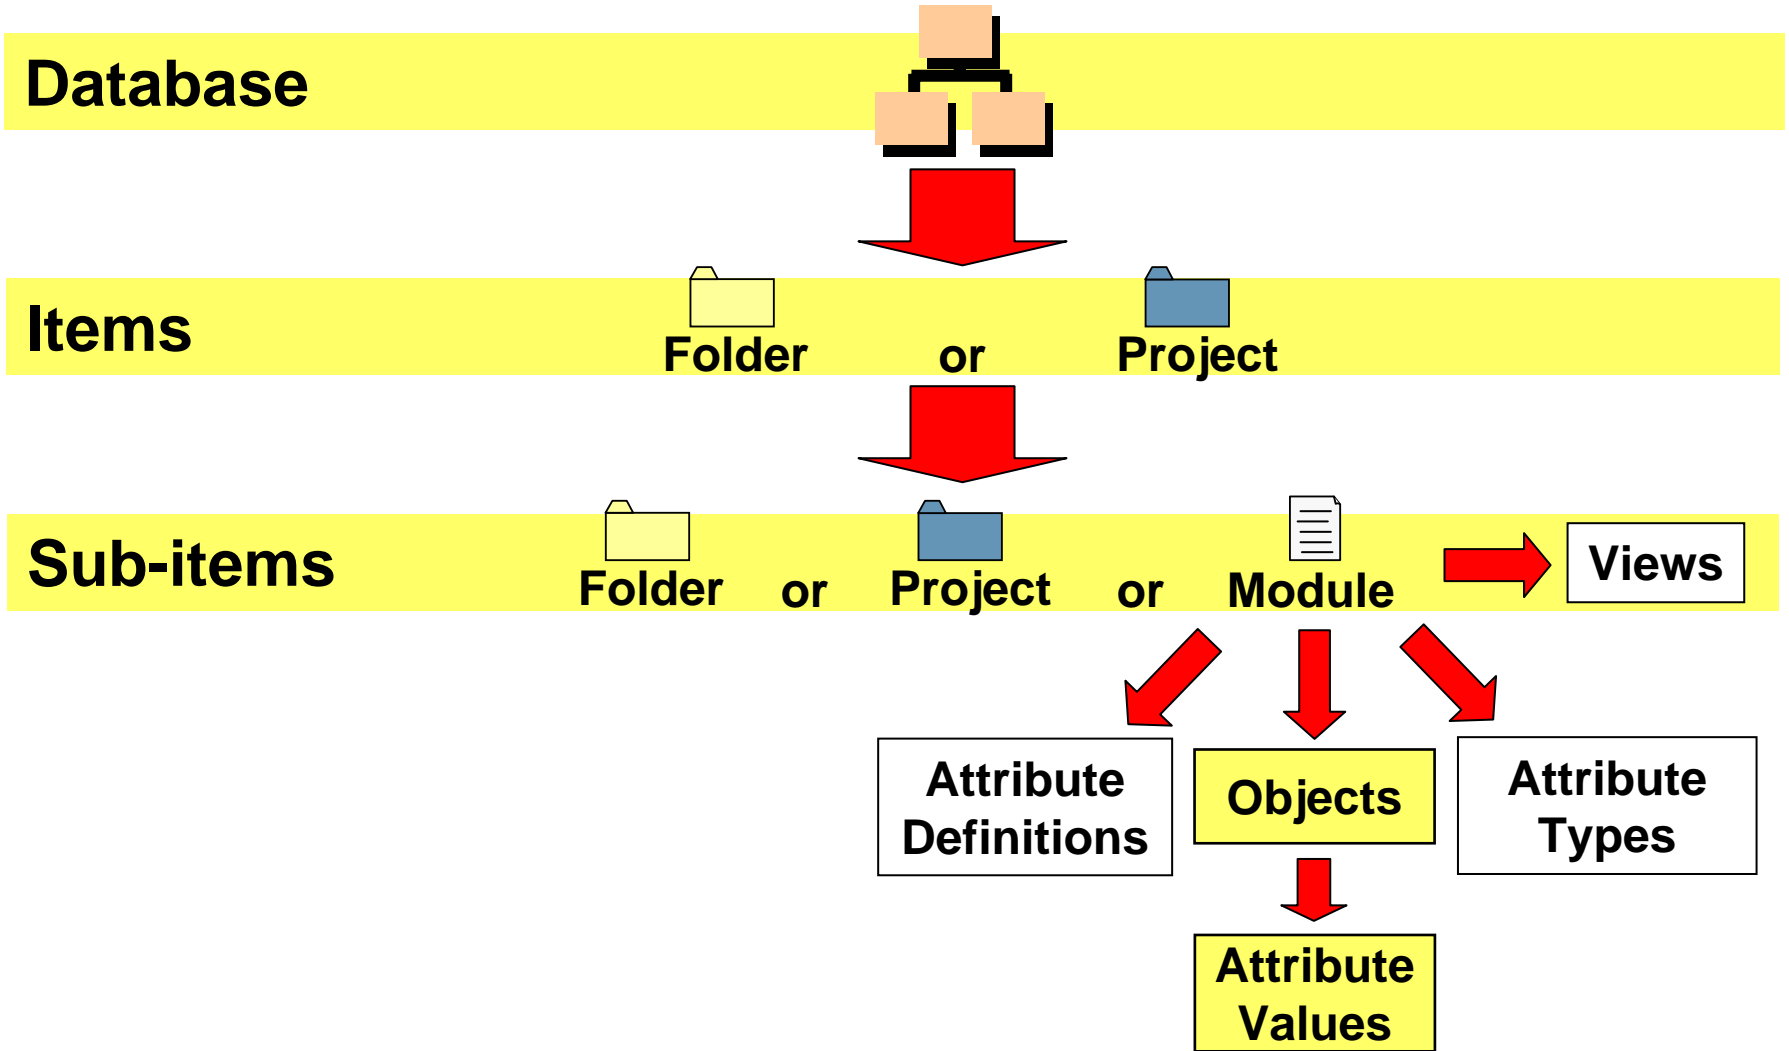 Database
Items
Folder or Project
Sub-items
Folder or Project or Module
Views
Attribute
Definitions
Objects
Attribute
Types
Attribute
Values